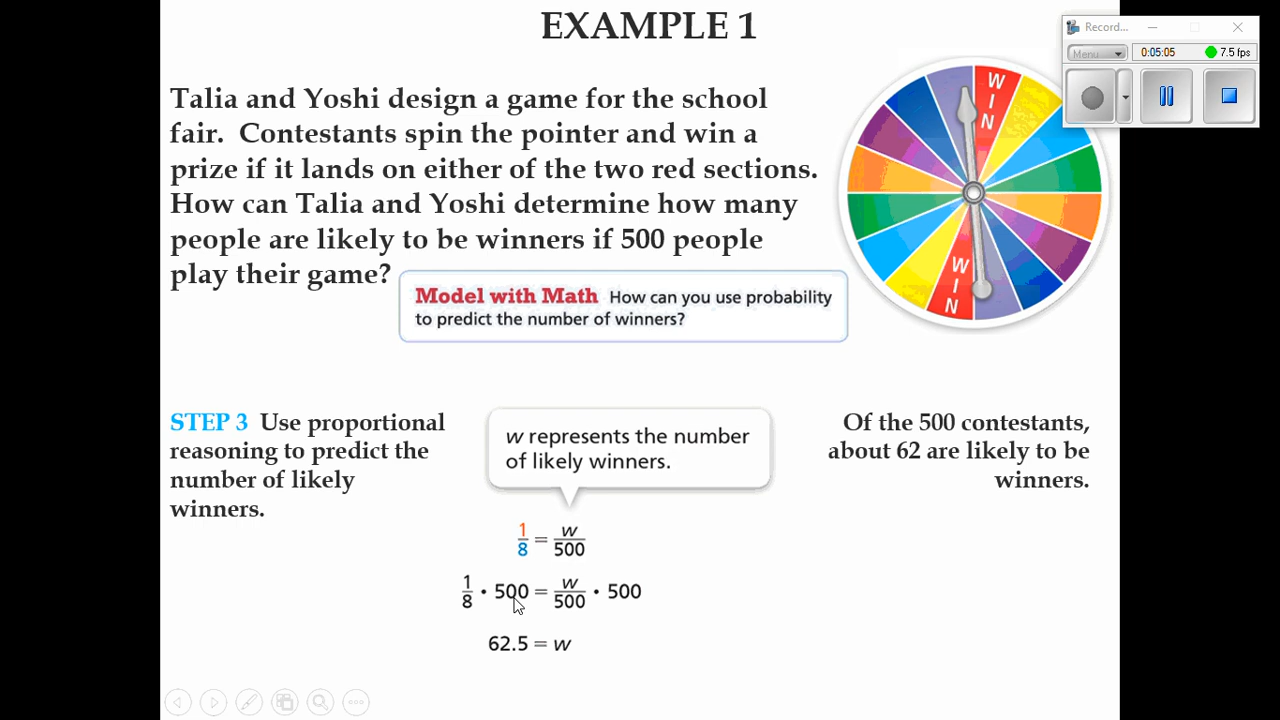 EXAMPLE 1
Record...
Menu
0:05:05
7.5 fps
Talia and Yoshi design a game for the school
fair. Contestants spin the pointer and win a
prize if it lands on either of the two red sections.
How can Talia and Yoshi determine how many
people are likely to be winners if 500 people
play their game?
WIN
WIN
Model with Math How can you use probability
to predict the number of winners?
STEP 3 Use proportional
reasoning to predict the
number of likely
winners.
w represents the number
of likely winners.
1/8 = w/500
1/8 • 500 = w/500 • 500
62.5 = w
Of the 500 contestants,
about 62 are likely to be
winners.